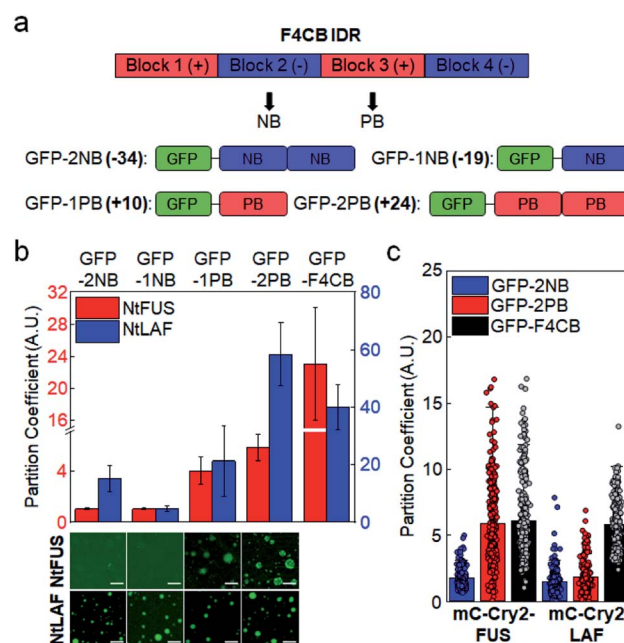 a
F4CB IDR
Block 1 (+) Block 2 (-) Block 3 (+) Block 4 (-)
NB PB
GFP-2NB(-34): GFP NB NB GFP-1NB(-19): GFP NB
GFP-1PB(+10): GFP PB GFP-2PB(+24): GFP PB PB
b GFP GFP GFP GFP GFP
-2NB -1NB -1PB -2PB -F4CB
NtFUS
NtLAF
Partition Coefficient (A.U.)
32
28
24
20
16
4
0
80
60
40
20
0
NtFUS
NtLAF
c
GFP-2NB
GFP-2PB
GFP-F4CB
Partition Coefficient (A.U.)
25
20
15
10
5
0
mC-Cry2- mC-Cry2
FUS LAF